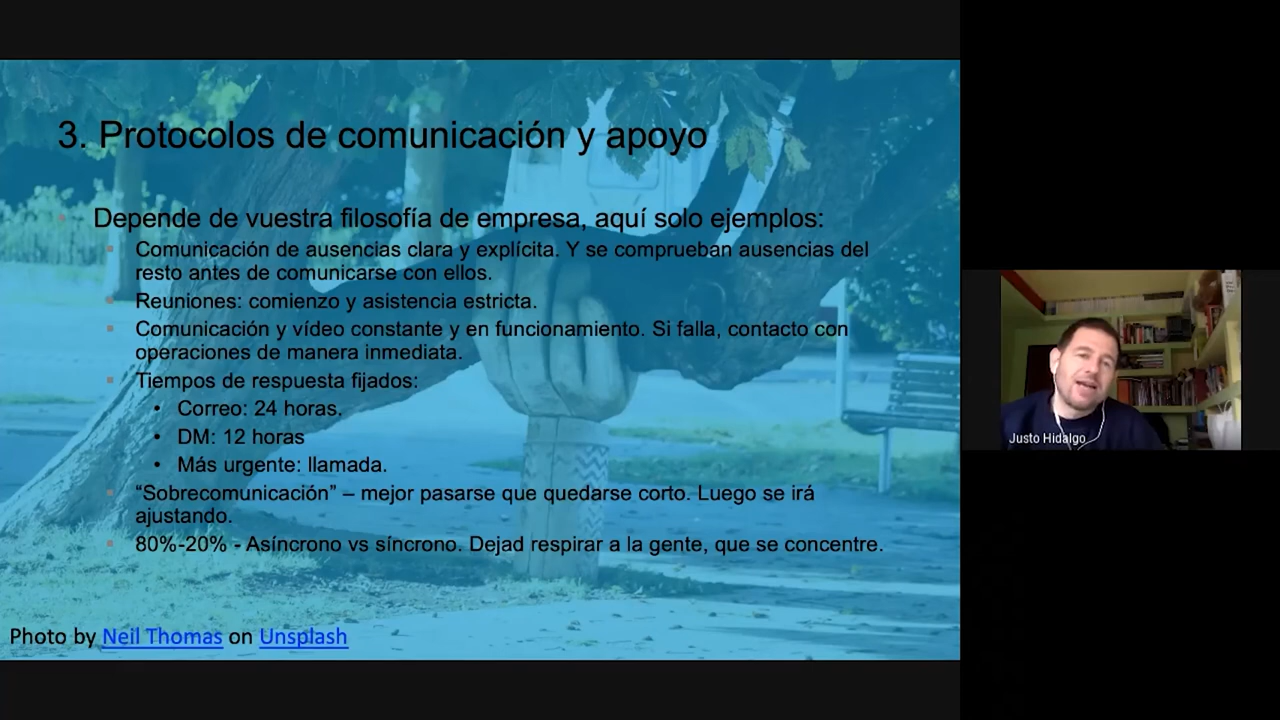 3. Protocolos de comunicación y apoyo
Depende de vuestra filosofía de empresa, aquí solo ejemplos:
Comunicación de ausencias clara y explícita. Y se comprueban ausencias del
resto antes de comunicarse con ellos.
Reuniones: comienzo y asistencia estricta.
Comunicación y vídeo constante y en funcionamiento. Si falla, contacto con
operaciones de manera inmediata.
Tiempos de respuesta fijados:
• Correo: 24 horas.
• DM: 12 horas
• Más urgente: llamada.
“Sobrecomunicación” – mejor pasarse que quedarse corto. Luego se irá
ajustando.
80%-20% - Asíncrono vs síncrono. Dejad respirar a la gente, que se concentre.
Photo by Neil Thomas on Unsplash
Justo Hidalgo